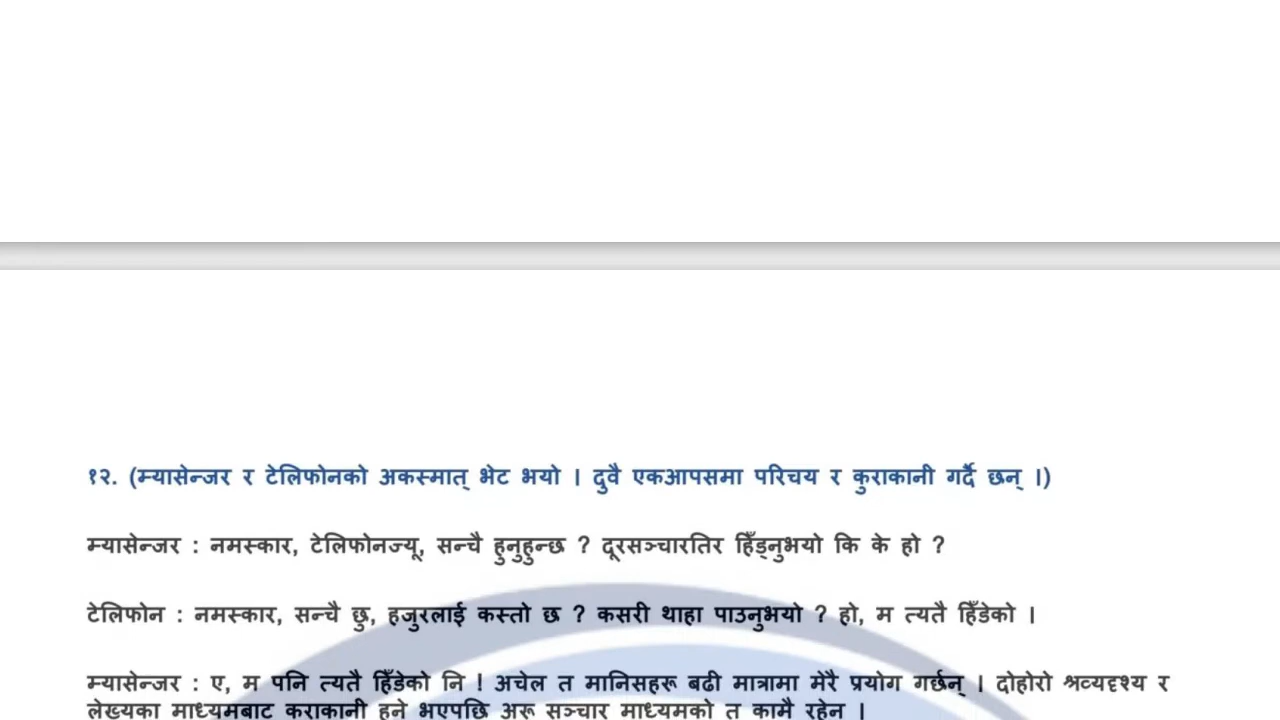 १२. (म्यासेन्जर र टेलिफोनको अकस्मात् भेट भयो । दुवै एकआपसमा परिचय र कुराकानी गर्दै छन् ।)
म्यासेन्जर : नमस्कार, टेलिफोनज्यू, सन्चै हुनुहुन्छ ? दूरसञ्चारतिर हिँड्नुभयो कि के हो ?
टेलिफोन : नमस्कार, सन्चै छु, हजुरलाई कस्तो छ ? कसरी थाहा पाउनुभयो ? हो, म त्यतै हिँडेको ।
म्यासेन्जर : ए, म पनि त्यतै हिँडेको नि ! अचेल त मानिसहरू बढी मात्रामा मेरै प्रयोग गर्छन् । दोहोरो श्रव्यदृश्य र
लेख्यका माध्यमबाट कुराकानी हुने भएपछि अरू सञ्चार माध्यमको त कामै रहेन ।